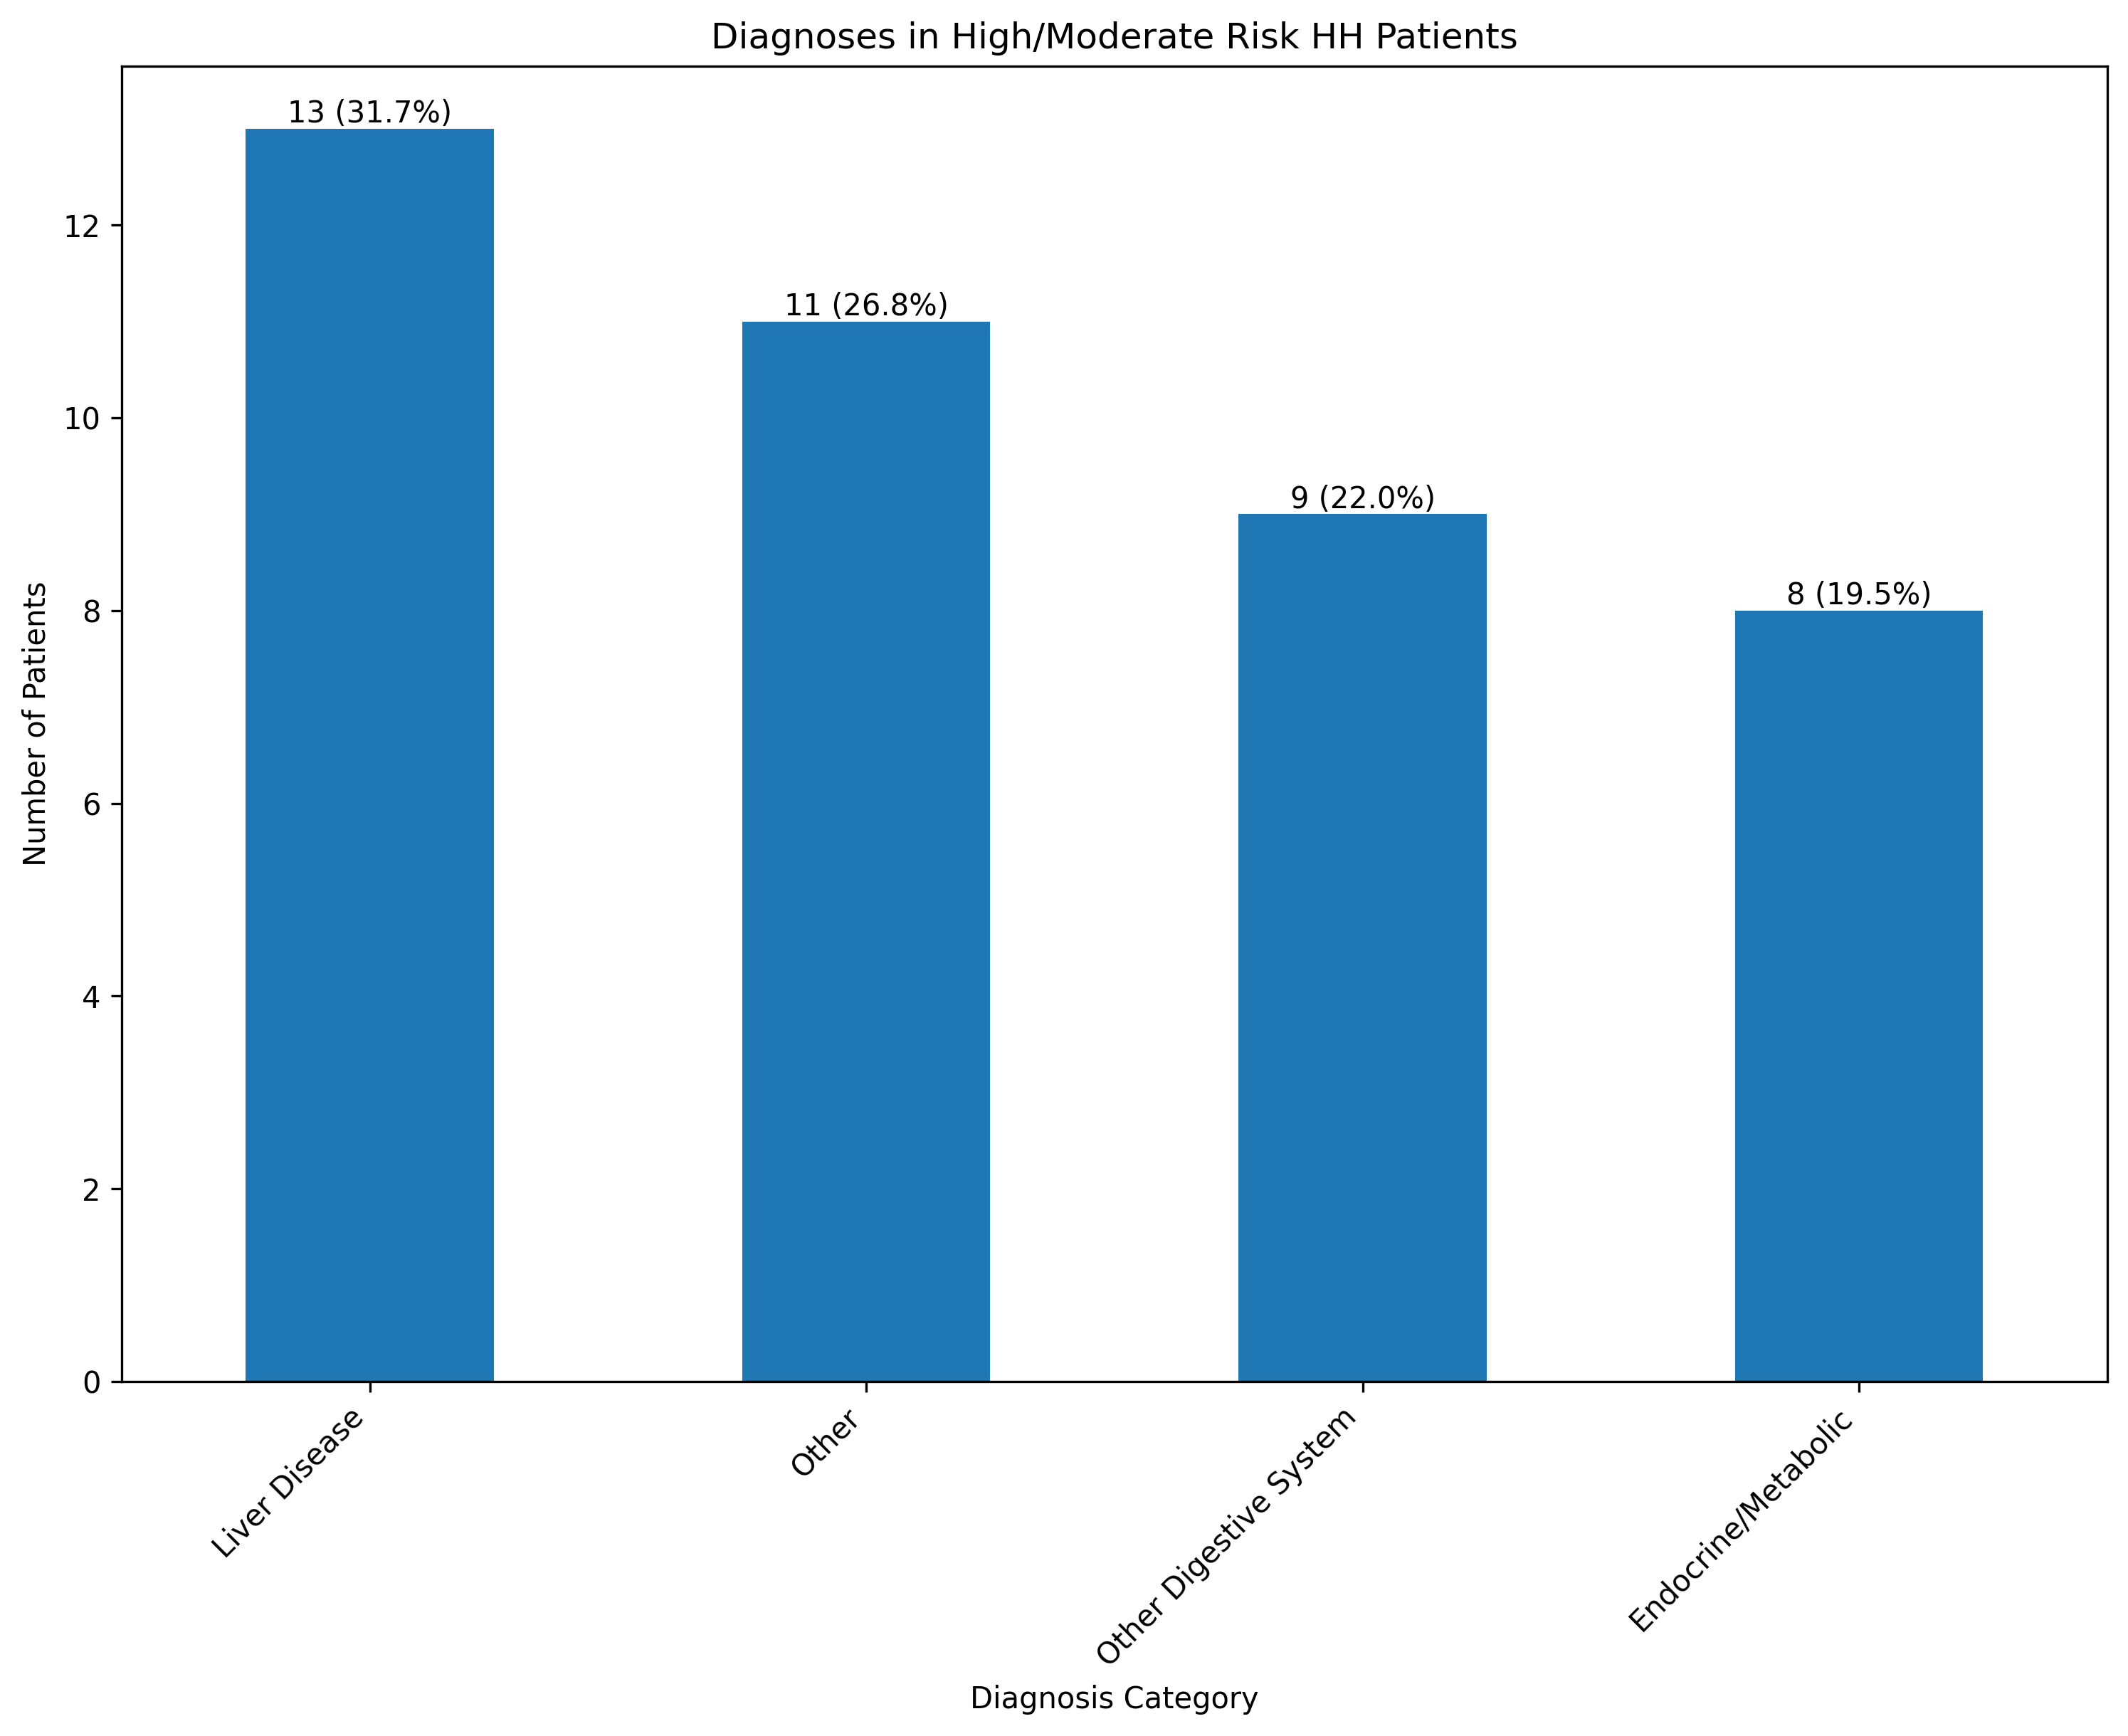 Diagnoses in High/Moderate Risk HH Patients
13 (31.7%)
11 (26.8%)
9 (22.0%)
8 (19.5%)
12
10
8
6
4
2
0
Number of Patients
Liver Disease
Other
Other Digestive System
Endocrine/Metabolic
Diagnosis Category